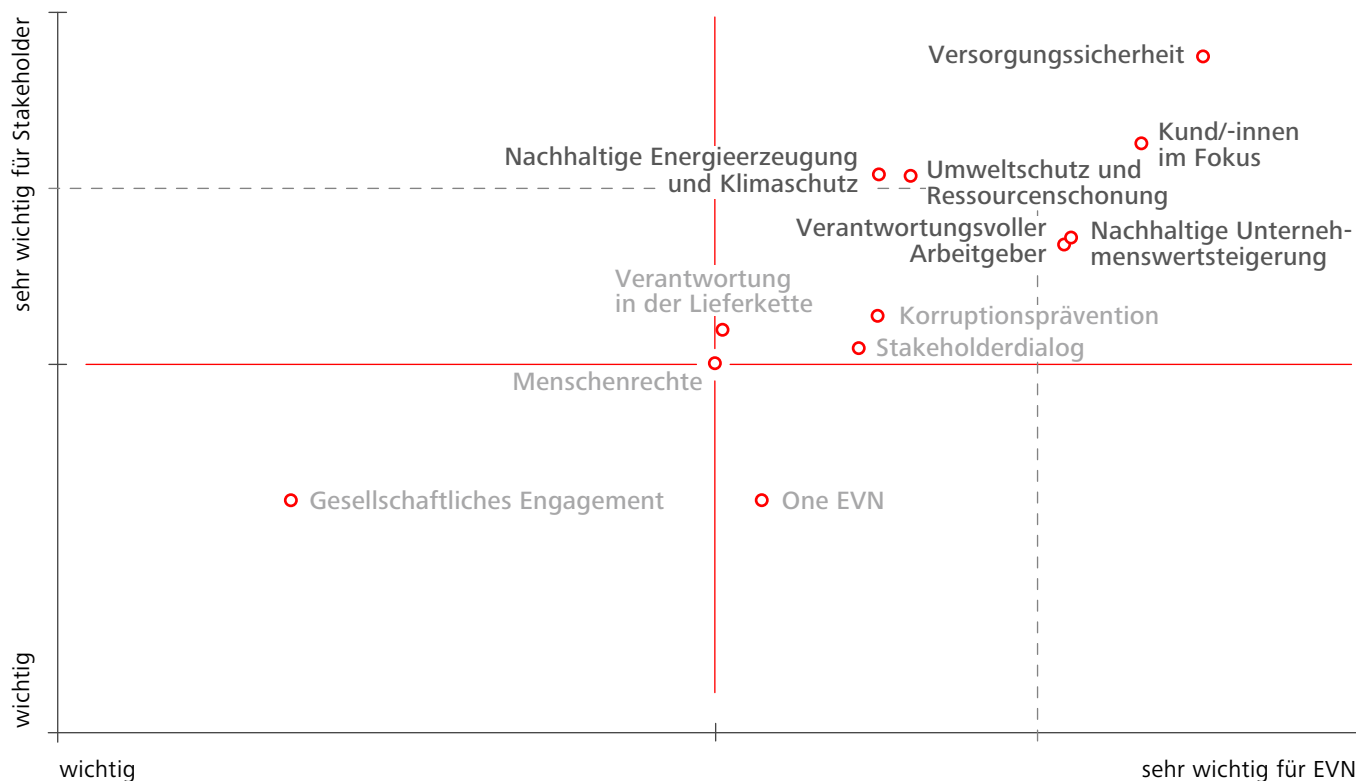 sehr wichtig für Stakeholder
wichtig
Versorgungssicherheit
Kund/-innen
im Fokus
Nachhaltige Energieerzeugung
und Klimaschutz
Umweltschutz und
Ressourcenschonung
Verantwortungsvoller
Arbeitgeber
Nachhaltige Unterneh-
menswertsteigerung
Verantwortung
in der Lieferkette
Korruptionsprävention
Stakeholderdialog
Menschenrechte
Gesellschaftliches Engagement
One EVN
wichtig
sehr wichtig für EVN